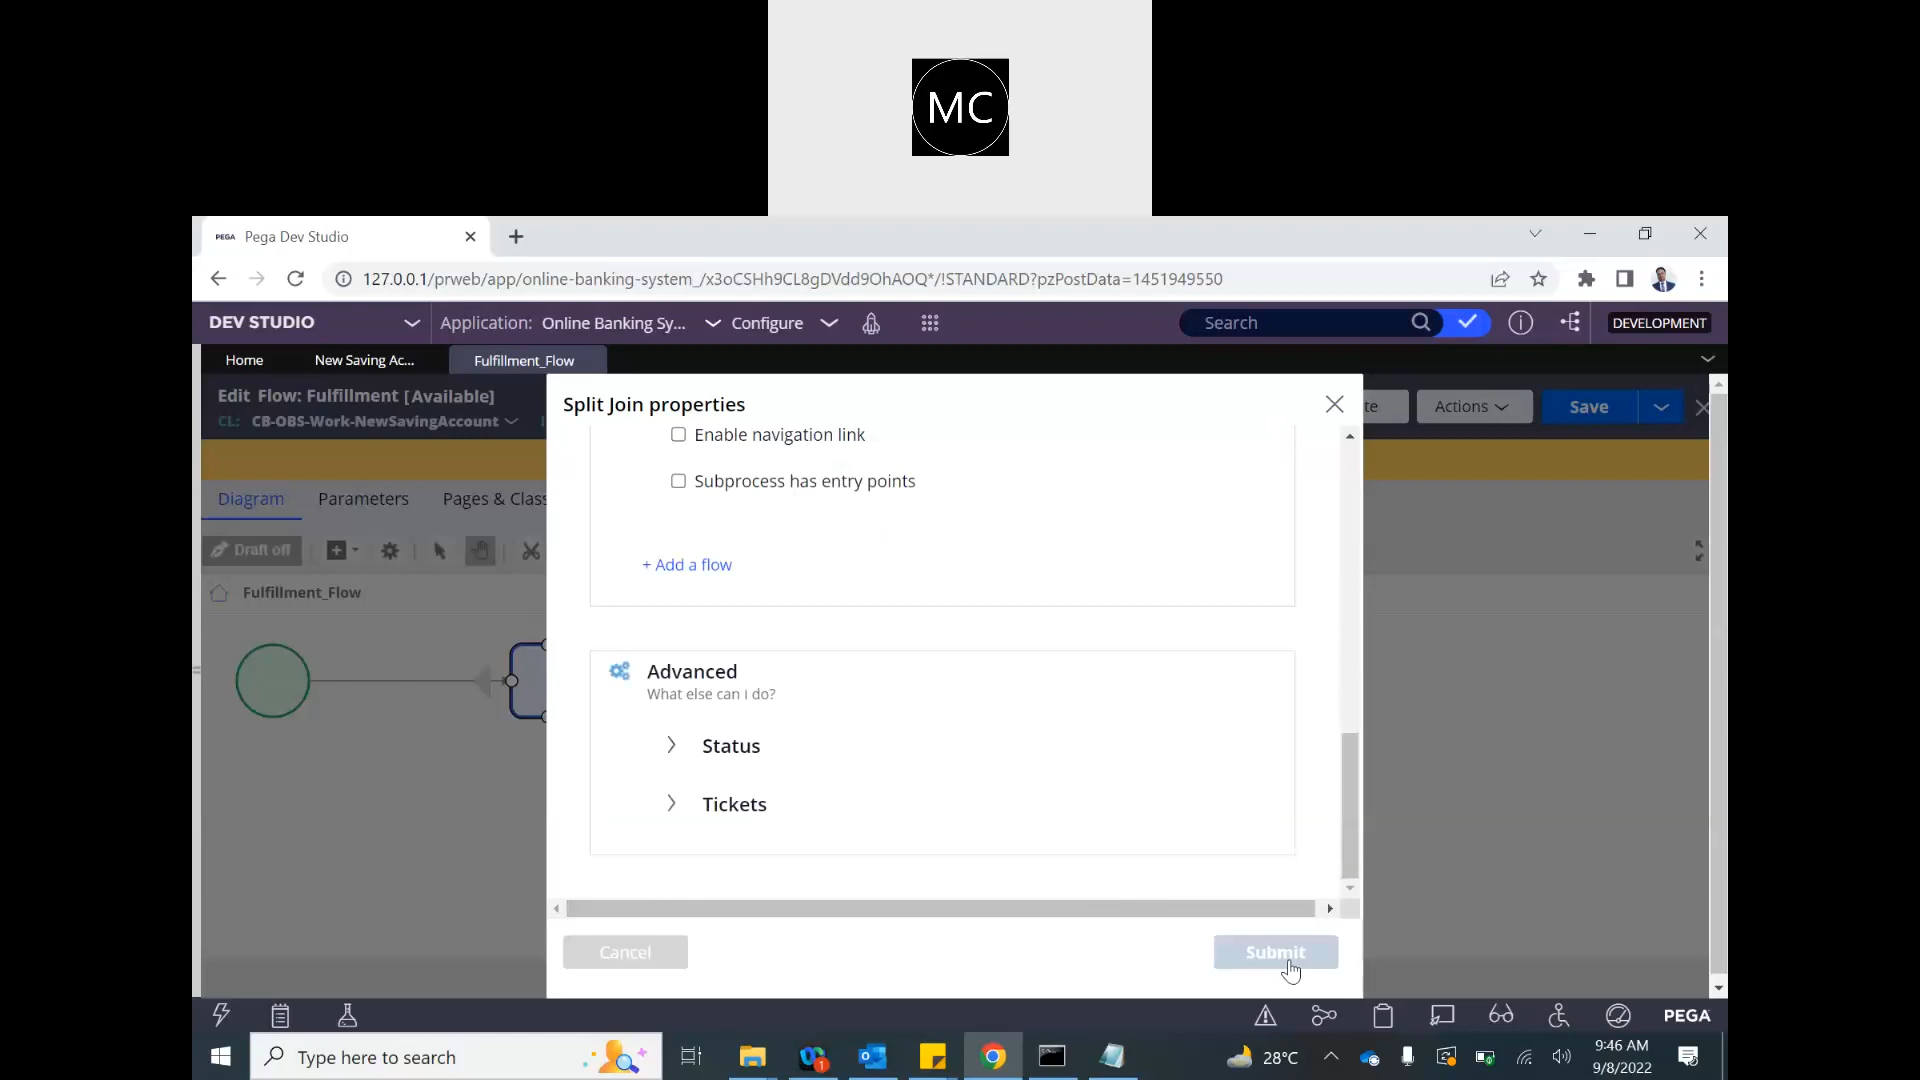 MC
PEGA Pega Dev Studio
127.0.0.1/prweb/app/online-banking-system_/x3oCSHh9CL8gDVdd9OhAOQ*/!STANDARD?pzPostData=1451949550
DEV STUDIO Application: Online Banking Sy... Configure Search DEVELOPMENT
Home New Saving Ac... Fulfillment_Flow
Edit Flow: Fulfillment [Available] Split Join properties te Actions Save
CL: CB-OBS-Work-NewSavingAccount
Enable navigation link
Subprocess has entry points
Diagram Parameters Pages & Class
Draft off
+ Add a flow
Fulfillment_Flow
Advanced
What else can i do?
Status
Tickets
Cancel Submit
PEGA
Type here to search 1 28°C 9:46 AM
9/8/2022